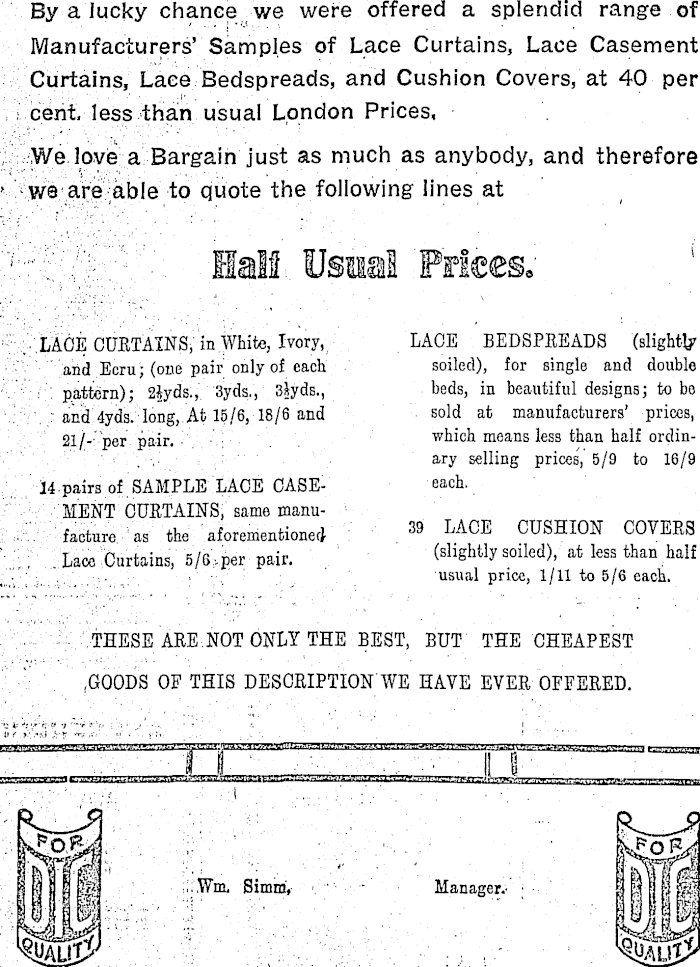 By a lucky chance we were offered a splendid range of
Manufacturers' Samples of Lace Curtains, Lace Casement
Curtains, Lace Bedspreads, and Cushion Covers, at 40 per
cent. less than usual London Prices.
We love a Bargain just as much as anybody, and therefore
we are able to quote the following lines at
Half Usual Prices.
LACE CURTAINS, in White, Ivory,
and Ecru; (one pair only of each
pattern); 2½yds., 3yds., 3½yds.,
and 4yds. long, At 15/6, 18/6 and
21/- per pair.
14 pairs of SAMPLE LACE CASE-
MENT CURTAINS, same manu-
facture as the aforementioned
Lace Curtains, 5/6 per pair.
LACE BEDSPREADS (slightly
soiled), for single and double
beds, in beautiful designs; to be
sold at manufacturers' prices,
which means less than half ordin-
ary selling prices, 5/9 to 16/9
each.
39 LACE CUSHION COVERS
(slightly soiled), at less than half
usual price, 1/11 to 5/6 each.
THESE ARE NOT ONLY THE BEST, BUT THE CHEAPEST
GOODS OF THIS DESCRIPTION WE HAVE EVER OFFERED.
FOR
DIC
QUALITY
Wm. Simm, Manager.
FOR
DIC
QUALITY